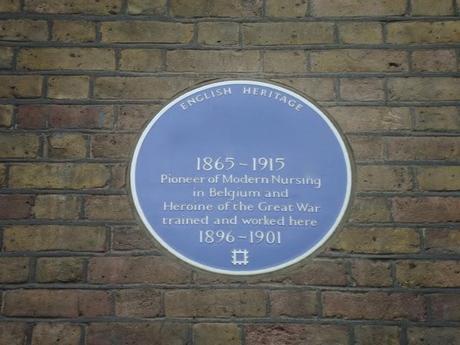 ENGLISH HERITAGE
1865-1915
Pioneer of Modern Nursing
in Belgium and
Heroine of the Great War
trained and worked here
1896-1901